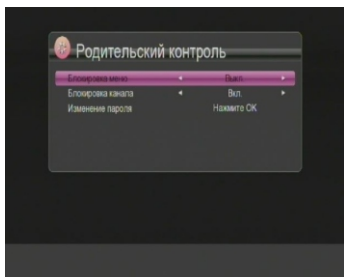 Родительский контроль
Блокировка меню Выкл.
Блокировка канала Вкл.
Изменение пароля Нажмите OK